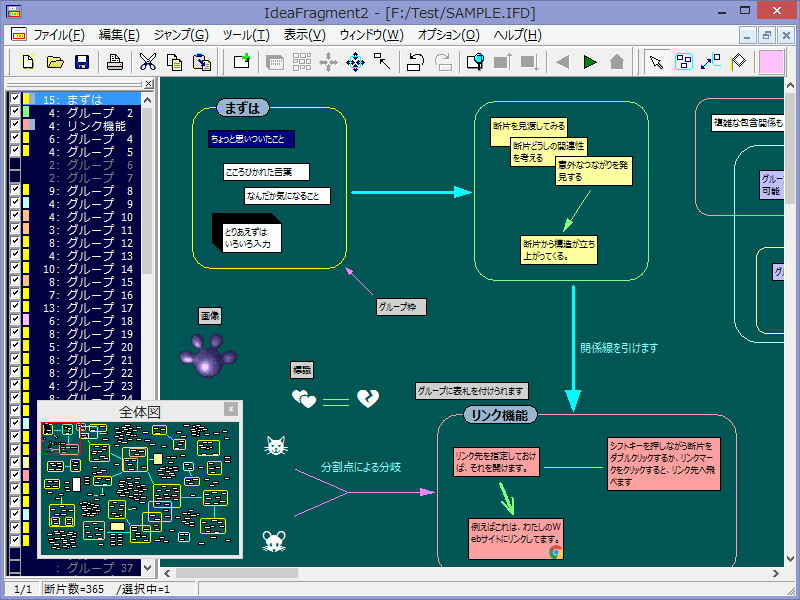 IdeaFragment2 - [F:/Test/SAMPLE.IFD]
ファイル(F) 編集(E) ジャンプ(G) ツール(T) 表示(V) ウィンドウ(W) オプション(O) ヘルプ(H)
15: まずは
4: グループ 2
4: リンク機能
6: グループ 4
4: グループ 5
2: グループ 6
2: グループ 7
9: グループ 8
4: グループ 9
4: グループ 10
3: グループ 11
8: グループ 12
4: グループ 13
10: グループ 14
8: グループ 15
7: グループ 16
13: グループ 17
6: グループ 18
8: グループ 19
5: グループ 20
8: グループ 21
8: グループ 22
4: グループ 23
: グループ 37
全体図
まずは
ちょっと思いついたこと
こころひかれた言葉
なんだか気になること
とりあえずは
いろいろ入力
断片を見渡してみる
断片どうしの関連性
を考える
意外なつながりを発
見する
断片から構造が立ち
上がってくる。
複雑な包含関係も
グルー
可能
グ
グループ枠
画像
関係線を引けます
標識
グループに表札を付けられます
リンク機能
分割点による分岐
リンク先を指定しておけ
ば、それを開けます。
シフトキーを押しながら断片を
ダブルクリックするか、リンクマー
クをクリックすると、リンク先へ飛
べます
例えばこれは、わたしのW
ebサイトにリンクしてます。
1/1 断片数=365 /選択中=1